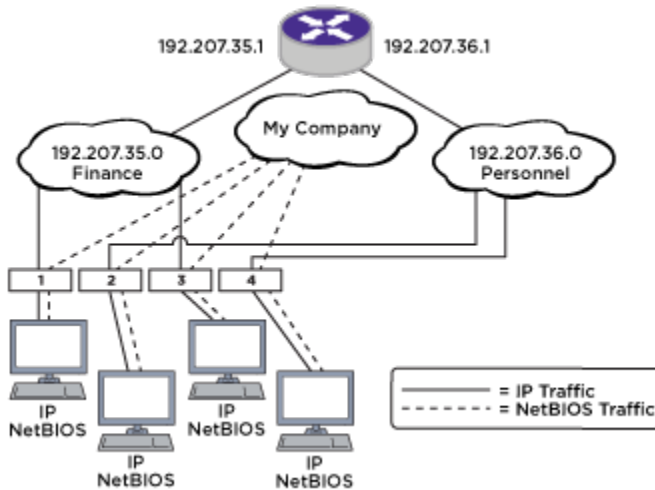 192.207.35.1
192.207.36.1
My Company
192.207.35.0
Finance
192.207.36.0
Personnel
1
2
3
4
IP
NetBIOS
IP
NetBIOS
IP
NetBIOS
IP
NetBIOS
= IP Traffic
= NetBIOS Traffic